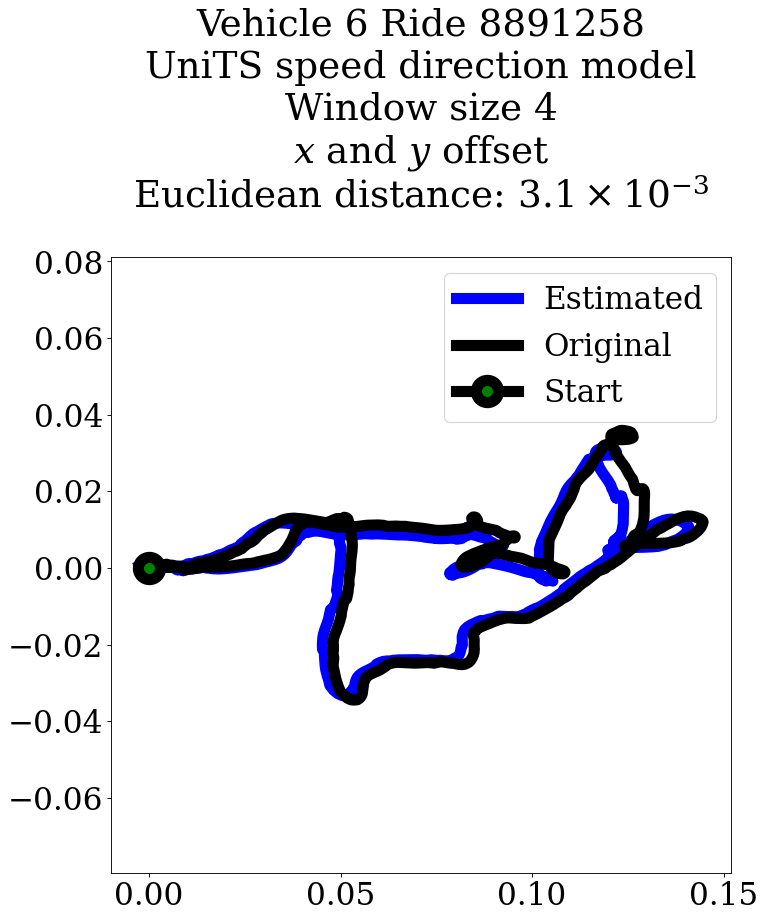 Vehicle 6 Ride 8891258
UniTS speed direction model
Window size 4
x and y offset
Euclidean distance: 3.1 × 10⁻³
Estimated
Original
Start
0.08
0.06
0.04
0.02
0.00
−0.02
−0.04
−0.06
0.00 0.05 0.10 0.15